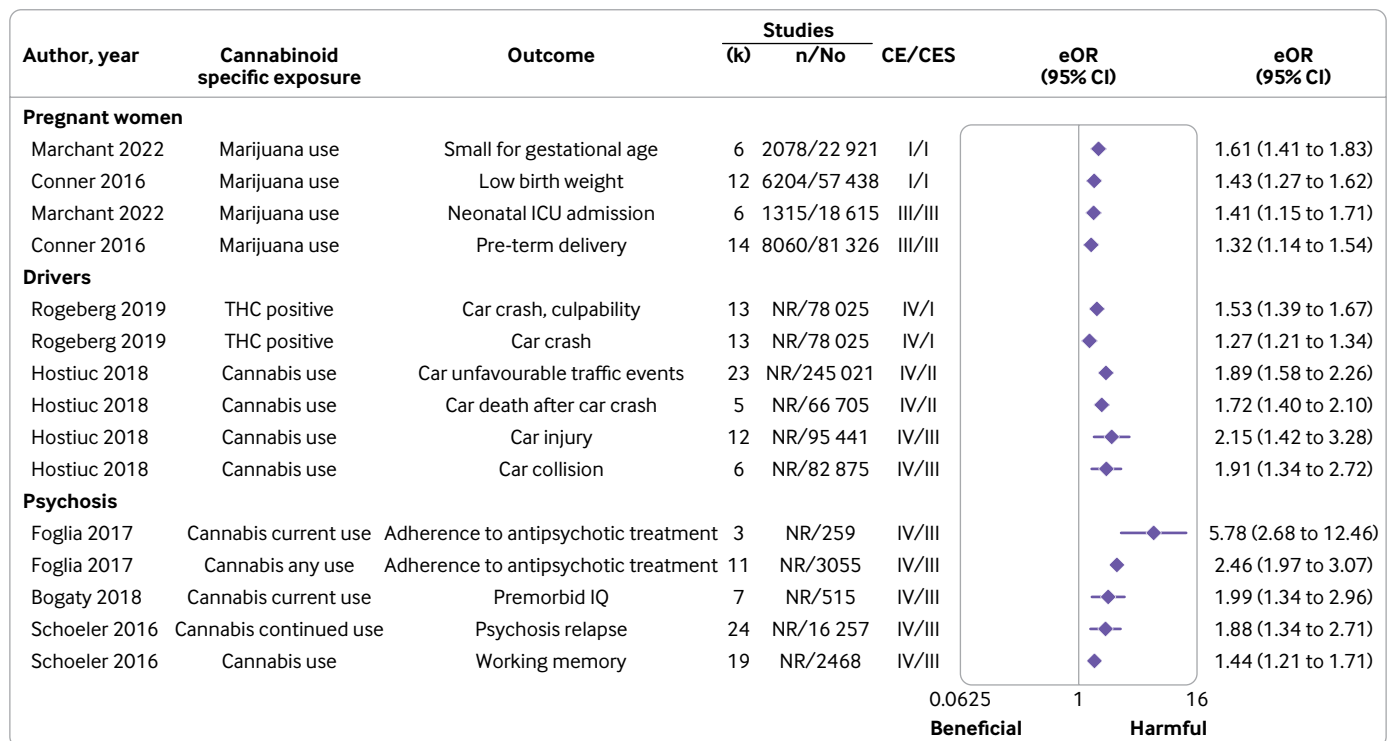 Studies
Author, year Cannabinoid specific exposure Outcome (k) n/No CE/CES eOR (95% CI) eOR (95% CI)
Pregnant women
Marchant 2022 Marijuana use Small for gestational age 6 2078/22 921 I/I 1.61 (1.41 to 1.83)
Conner 2016 Marijuana use Low birth weight 12 6204/57 438 I/I 1.43 (1.27 to 1.62)
Marchant 2022 Marijuana use Neonatal ICU admission 6 1315/18 615 III/III 1.41 (1.15 to 1.71)
Conner 2016 Marijuana use Pre-term delivery 14 8060/81 326 III/III 1.32 (1.14 to 1.54)
Drivers
Rogeberg 2019 THC positive Car crash, culpability 13 NR/78 025 IV/I 1.53 (1.39 to 1.67)
Rogeberg 2019 THC positive Car crash 13 NR/78 025 IV/I 1.27 (1.21 to 1.34)
Hostiuc 2018 Cannabis use Car unfavourable traffic events 23 NR/245 021 IV/II 1.89 (1.58 to 2.26)
Hostiuc 2018 Cannabis use Car death after car crash 5 NR/66 705 IV/II 1.72 (1.40 to 2.10)
Hostiuc 2018 Cannabis use Car injury 12 NR/95 441 IV/III 2.15 (1.42 to 3.28)
Hostiuc 2018 Cannabis use Car collision 6 NR/82 875 IV/III 1.91 (1.34 to 2.72)
Psychosis
Foglia 2017 Cannabis current use Adherence to antipsychotic treatment 3 NR/259 IV/III 5.78 (2.68 to 12.46)
Foglia 2017 Cannabis any use Adherence to antipsychotic treatment 11 NR/3055 IV/III 2.46 (1.97 to 3.07)
Bogaty 2018 Cannabis current use Premorbid IQ 7 NR/515 IV/III 1.99 (1.34 to 2.96)
Schoeler 2016 Cannabis continued use Psychosis relapse 24 NR/16 257 IV/III 1.88 (1.34 to 2.71)
Schoeler 2016 Cannabis use Working memory 19 NR/2468 IV/III 1.44 (1.21 to 1.71)
0.0625 1 16
Beneficial Harmful